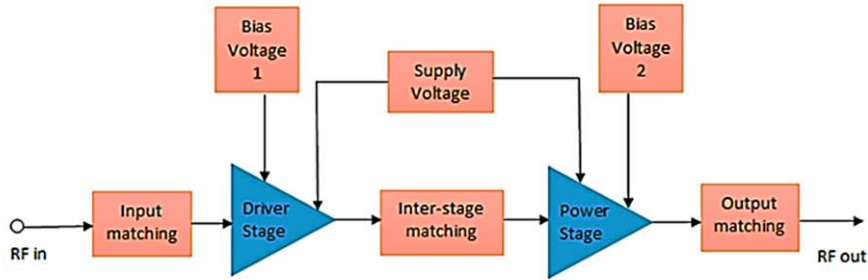 Bias
Voltage
1
Supply
Voltage
Bias
Voltage
2
Input
matching
Driver
Stage
Inter-stage
matching
Power
Stage
Output
matching
RF in
RF out